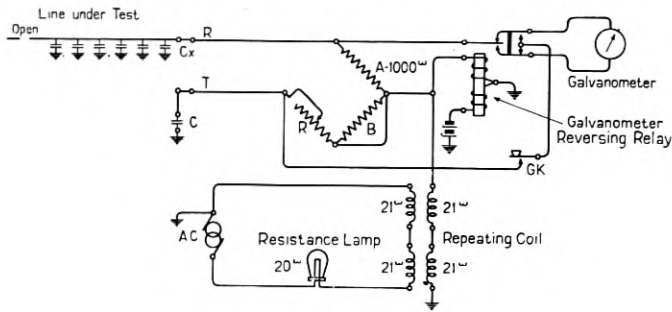 Line under Test
Open
Cx
R
A-1000ω
Galvanometer
T
C
R
B
Galvanometer
Reversing Relay
GK
21ω
21ω
AC
Resistance Lamp
20ω
Repeating Coil
21ω
21ω